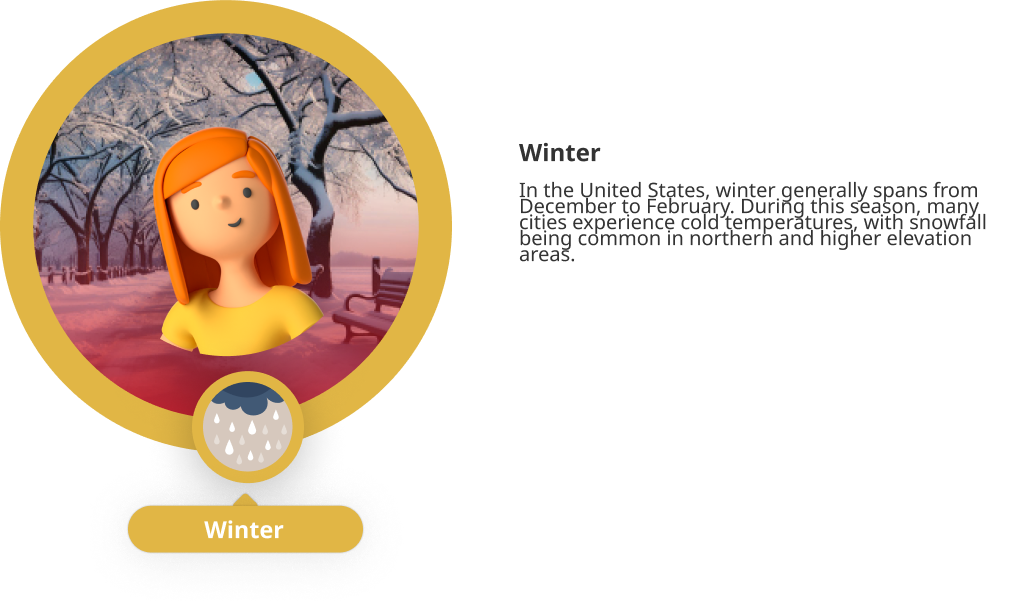 Winter
In the United States, winter generally spans from
December to February. During this season, many
cities experience cold temperatures, with snowfall
being common in northern and higher elevation
areas.
Winter